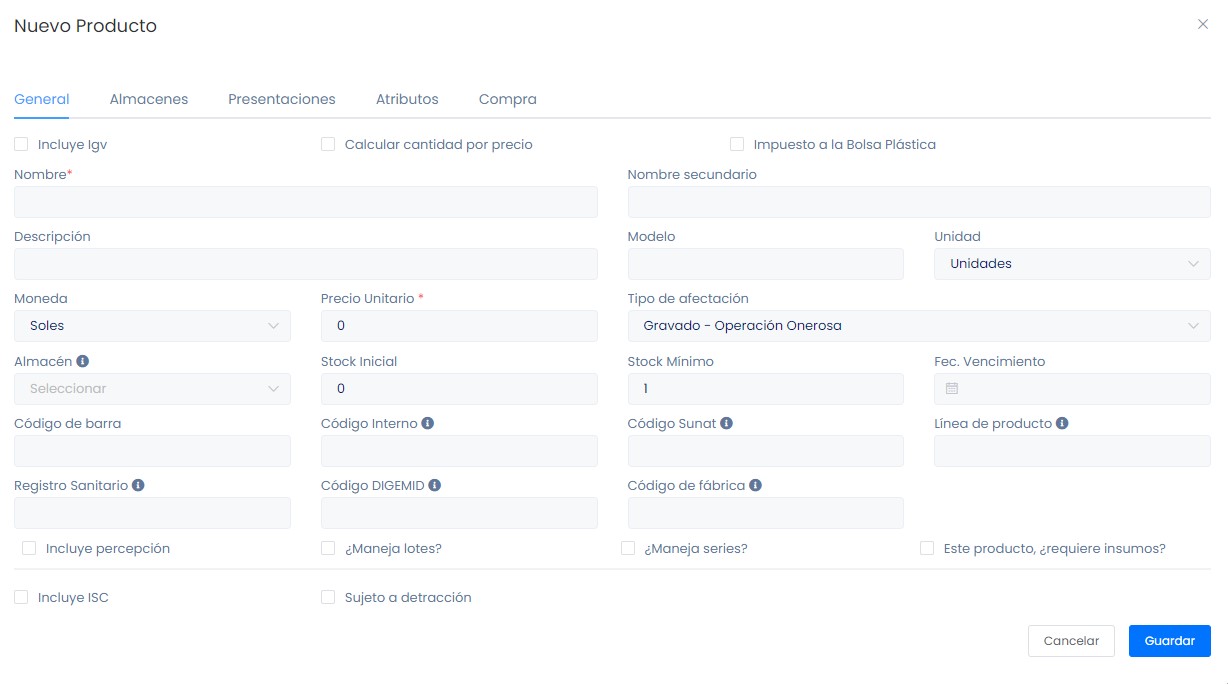 Nuevo Producto
General Almacenes Presentaciones Atributos Compra
Incluye Igv Calcular cantidad por precio Impuesto a la Bolsa Plástica
Nombre* Nombre secundario
Descripción Modelo Unidad
Unidades
Moneda Precio Unitario * Tipo de afectación
Soles 0 Gravado - Operación Onerosa
Almacén Stock Inicial Stock Mínimo Fec. Vencimiento
Seleccionar 0 1
Código de barra Código Interno Código Sunat Línea de producto
Registro Sanitario Código DIGEMID Código de fábrica
Incluye percepción ¿Maneja lotes? ¿Maneja series? Este producto, ¿requiere insumos?
Incluye ISC Sujeto a detracción
Cancelar Guardar